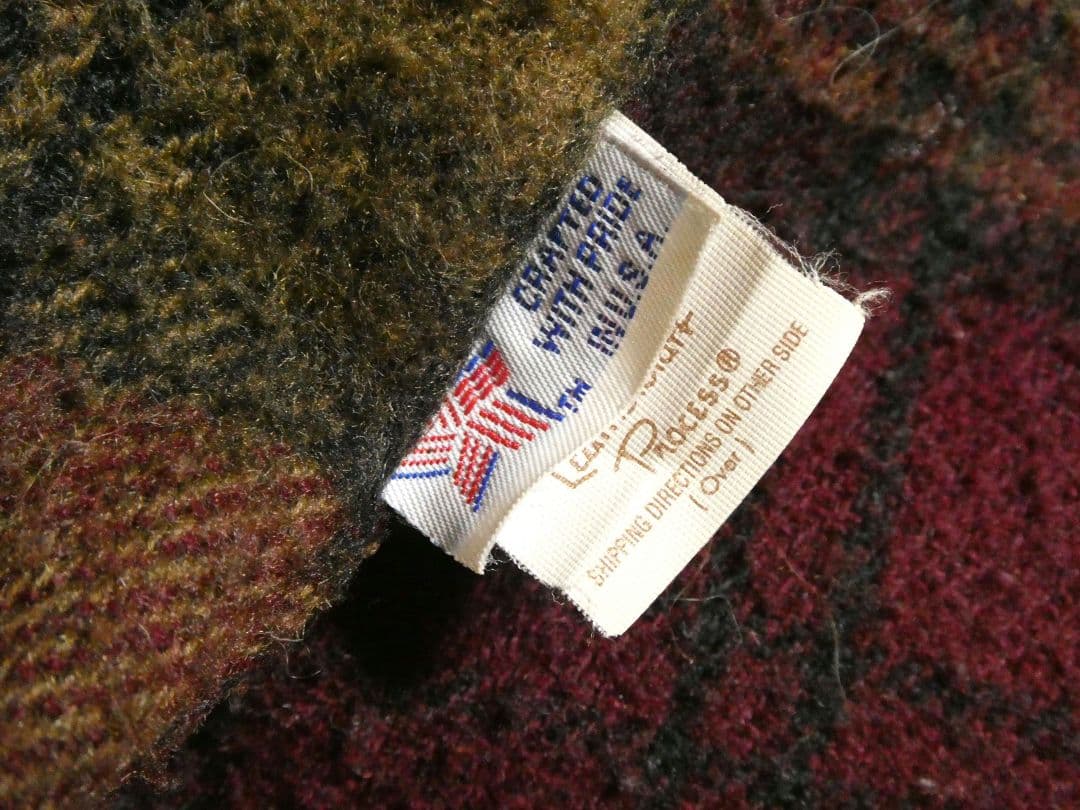 CRAFTED
WITH PRIDE
IN U.S.A.
TM
Process®
SHIPPING DIRECTIONS ON OTHER SIDE
(Over)